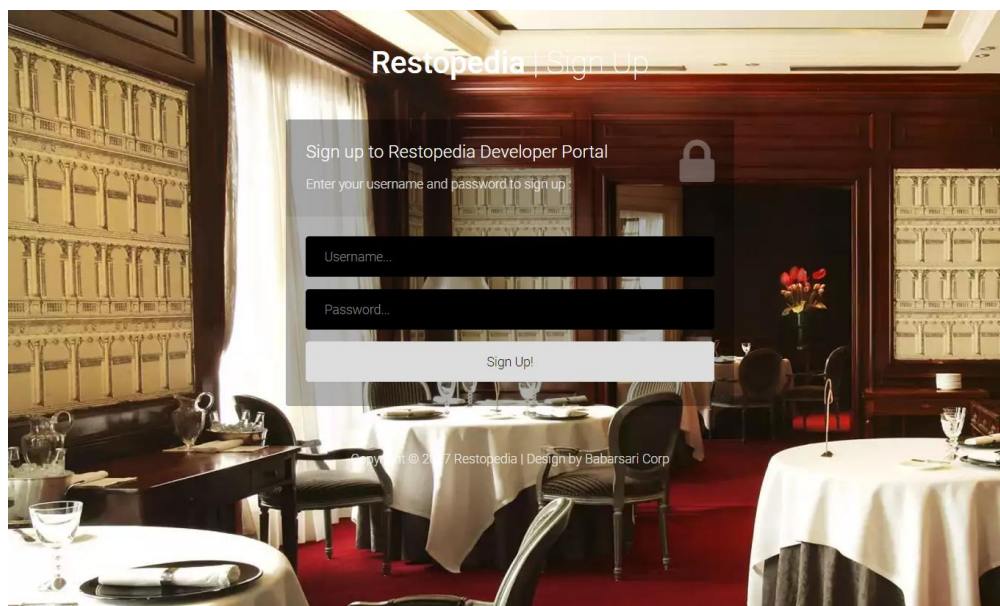 Restopedia | Sign Up
Sign up to Restopedia Developer Portal
Enter your username and password to sign up :
Username...
Password...
Sign Up!
Copyright © Restopedia | Design by Babarsari Corp